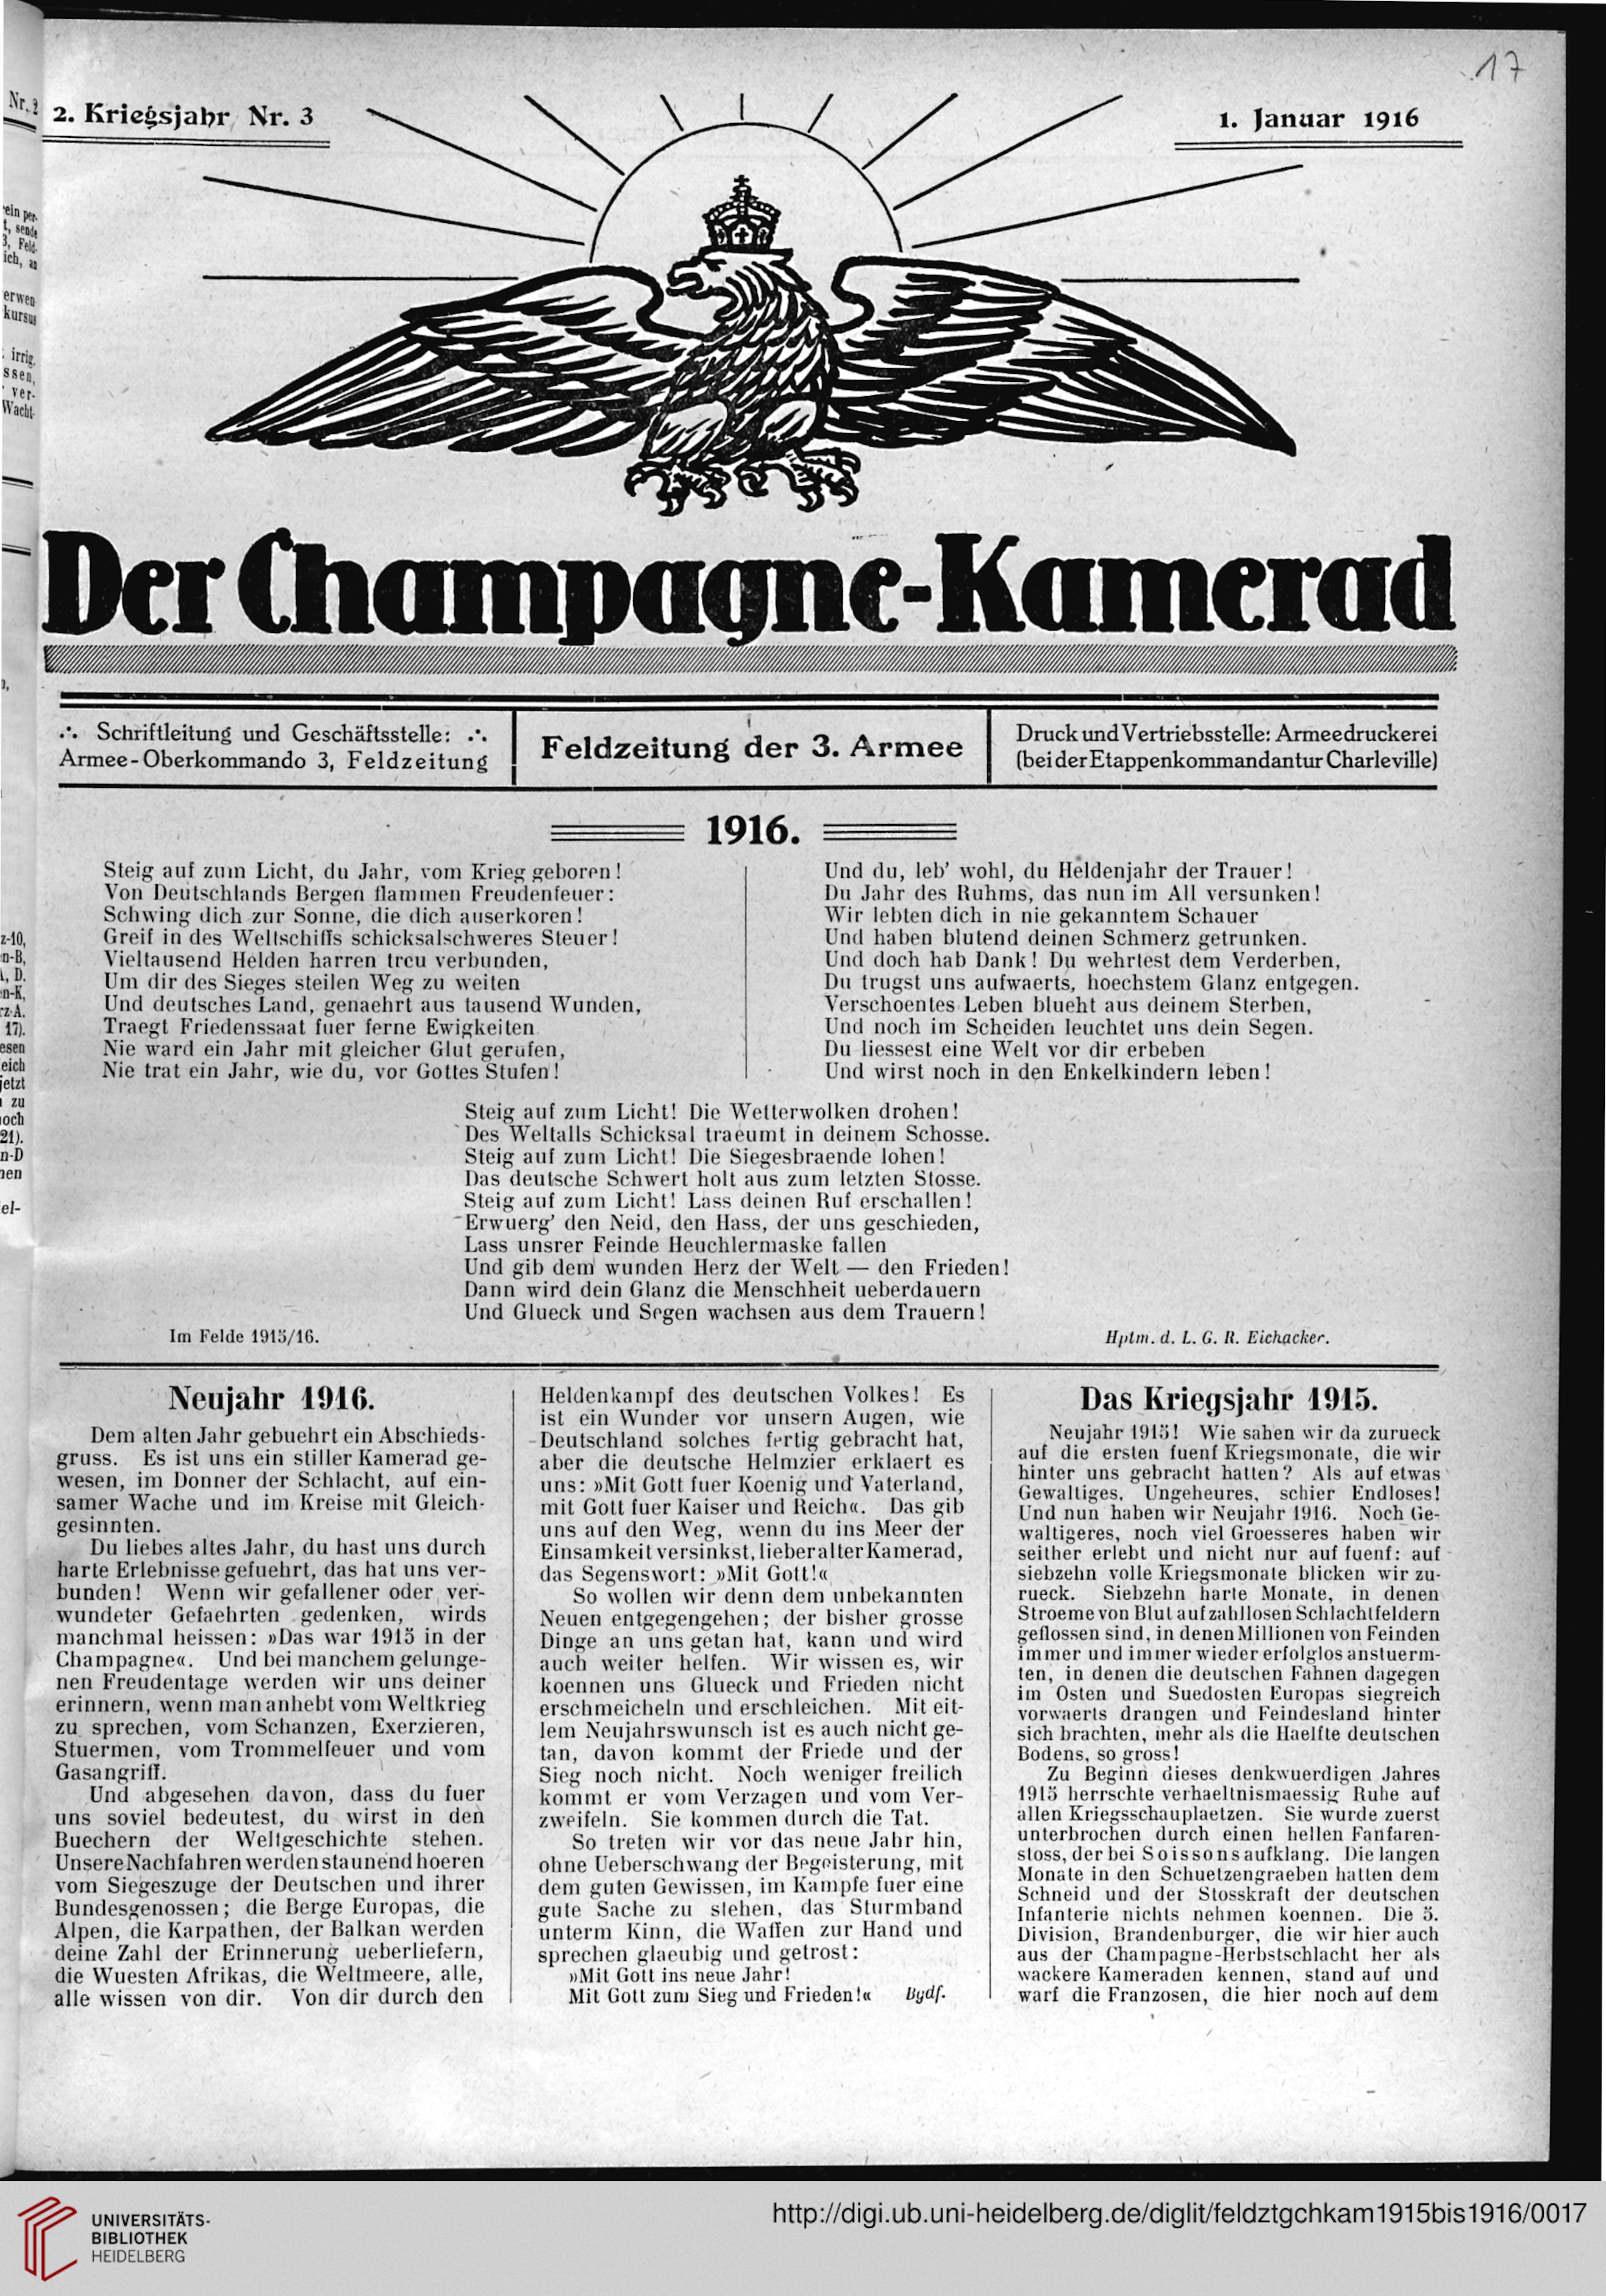 17
2. Kriegsjahr Nr. 3
1. Januar 1916
Der Champagne-Kamerad
∴ Schriftleitung und Geschäftsstelle: ∴
Armee-Oberkommando 3, Feldzeitung
Feldzeitung der 3. Armee
Druck und Vertriebsstelle: Armeedruckerei
(bei der Etappenkommandantur Charleville)
1916.
Steig auf zum Licht, du Jahr, vom Krieg geboren!
Von Deutschlands Bergen flammen Freudenfeuer:
Schwing dich zur Sonne, die dich auserkoren!
Greif in des Weltschiffs schicksalschweres Steuer!
Vieltausend Helden harren treu verbunden,
Um dir des Sieges steilen Weg zu weiten
Und deutsches Land, genaehrt aus tausend Wunden,
Traegt Friedenssaat fuer ferne Ewigkeiten
Nie ward ein Jahr mit gleicher Glut gerufen,
Nie trat ein Jahr, wie du, vor Gottes Stufen!
Und du, leb' wohl, du Heldenjahr der Trauer!
Du Jahr des Ruhms, das nun im All versunken!
Wir lebten dich in nie gekanntem Schauer
Und haben blutend deinen Schmerz getrunken.
Und doch hab Dank! Du wehrtest dem Verderben,
Du trugst uns aufwaerts, hoechstem Glanz entgegen.
Verschoentes Leben blueht aus deinem Sterben,
Und noch im Scheiden leuchtet uns dein Segen.
Du liessest eine Welt vor dir erbeben
Und wirst noch in den Enkelkindern leben!
Steig auf zum Licht! Die Wetterwolken drohen!
Des Weltalls Schicksal traeumt in deinem Schosse.
Steig auf zum Licht! Die Siegesbraende lohen!
Das deutsche Schwert holt aus zum letzten Stosse.
Steig auf zum Licht! Lass deinen Ruf erschallen!
Erwuerg' den Neid, den Hass, der uns geschieden,
Lass unsrer Feinde Heuchlermaske fallen
Und gib dem wunden Herz der Welt — den Frieden!
Dann wird dein Glanz die Menschheit ueberdauern
Und Glueck und Segen wachsen aus dem Trauern!
Im Felde 1915/16.
Hptm. d. L. G. R. Eichacker.
Neujahr 1916.
Dem alten Jahr gebuehrt ein Abschieds-
gruss. Es ist uns ein stiller Kamerad ge-
wesen, im Donner der Schlacht, auf ein-
samer Wache und im Kreise mit Gleich-
gesinnten.
Du liebes altes Jahr, du hast uns durch
harte Erlebnisse gefuehrt, das hat uns ver-
bunden! Wenn wir gefallener oder ver-
wundeter Gefaehrten gedenken, wirds
manchmal heissen: »Das war 1915 in der
Champagne«. Und bei manchem gelunge-
nen Freudentage werden wir uns deiner
erinnern, wenn man anhebt vom Weltkrieg
zu sprechen, vom Schanzen, Exerzieren,
Stuermen, vom Trommelfeuer und vom
Gasangriff.
Und abgesehen davon, dass du fuer
uns soviel bedeutest, du wirst in den
Buechern der Weltgeschichte stehen.
Unsere Nachfahren werden staunend hoeren
vom Siegeszuge der Deutschen und ihrer
Bundesgenossen; die Berge Europas, die
Alpen, die Karpathen, der Balkan werden
deine Zahl der Erinnerung ueberliefern,
die Wuesten Afrikas, die Weltmeere, alle,
alle wissen von dir. Von dir durch den
Heldenkampf des deutschen Volkes! Es
ist ein Wunder vor unsern Augen, wie
Deutschland solches fertig gebracht hat,
aber die deutsche Helmzier erklaert es
uns: »Mit Gott fuer Koenig und Vaterland,
mit Gott fuer Kaiser und Reich«. Das gib
uns auf den Weg, wenn du ins Meer der
Einsamkeit versinkst, lieber alter Kamerad,
das Segenswort: »Mit Gott!«
So wollen wir denn dem unbekannten
Neuen entgegengehen; der bisher grosse
Dinge an uns getan hat, kann und wird
auch weiter helfen. Wir wissen es, wir
koennen uns Glueck und Frieden nicht
erschmeicheln und erschleichen. Mit eit-
lem Neujahrswunsch ist es auch nicht ge-
tan, davon kommt der Friede und der
Sieg noch nicht. Noch weniger freilich
kommt er vom Verzagen und vom Ver-
zweifeln. Sie kommen durch die Tat.
So treten wir vor das neue Jahr hin,
ohne Ueberschwang der Begeisterung, mit
dem guten Gewissen, im Kampfe fuer eine
gute Sache zu stehen, das Sturmband
unterm Kinn, die Waffen zur Hand und
sprechen glaeubig und getrost:
»Mit Gott ins neue Jahr!
Mit Gott zum Sieg und Frieden!« Bydf.
Das Kriegsjahr 1915.
Neujahr 1915! Wie sahen wir da zurueck
auf die ersten fuenf Kriegsmonate, die wir
hinter uns gebracht hatten? Als auf etwas
Gewaltiges, Ungeheures, schier Endloses!
Und nun haben wir Neujahr 1916. Noch Ge-
waltigeres, noch viel Groesseres haben wir
seither erlebt und nicht nur auf fuenf: auf
siebzehn volle Kriegsmonate blicken wir zu-
rueck. Siebzehn harte Monate, in denen
Stroeme von Blut auf zahllosen Schlachtfeldern
geflossen sind, in denen Millionen von Feinden
immer und immer wieder erfolglos anstuerm-
ten, in denen die deutschen Fahnen dagegen
im Osten und Suedosten Europas siegreich
vorwaerts drangen und Feindesland hinter
sich brachten, mehr als die Haelfte deutschen
Bodens, so gross!
Zu Beginn dieses denkwuerdigen Jahres
1915 herrschte verhaeltnismaessig Ruhe auf
allen Kriegsschauplaetzen. Sie wurde zuerst
unterbrochen durch einen hellen Fanfaren-
stoss, der bei Soissons aufklang. Die langen
Monate in den Schuetzengraeben hatten dem
Schneid und der Stosskraft der deutschen
Infanterie nichts nehmen koennen. Die 5.
Division, Brandenburger, die wir hier auch
aus der Champagne-Herbstschlacht her als
wackere Kameraden kennen, stand auf und
warf die Franzosen, die hier noch auf dem
UNIVERSITÄTS-
BIBLIOTHEK
HEIDELBERG
http://digi.ub.uni-heidelberg.de/diglit/feldztgchkam1915bis1916/0017